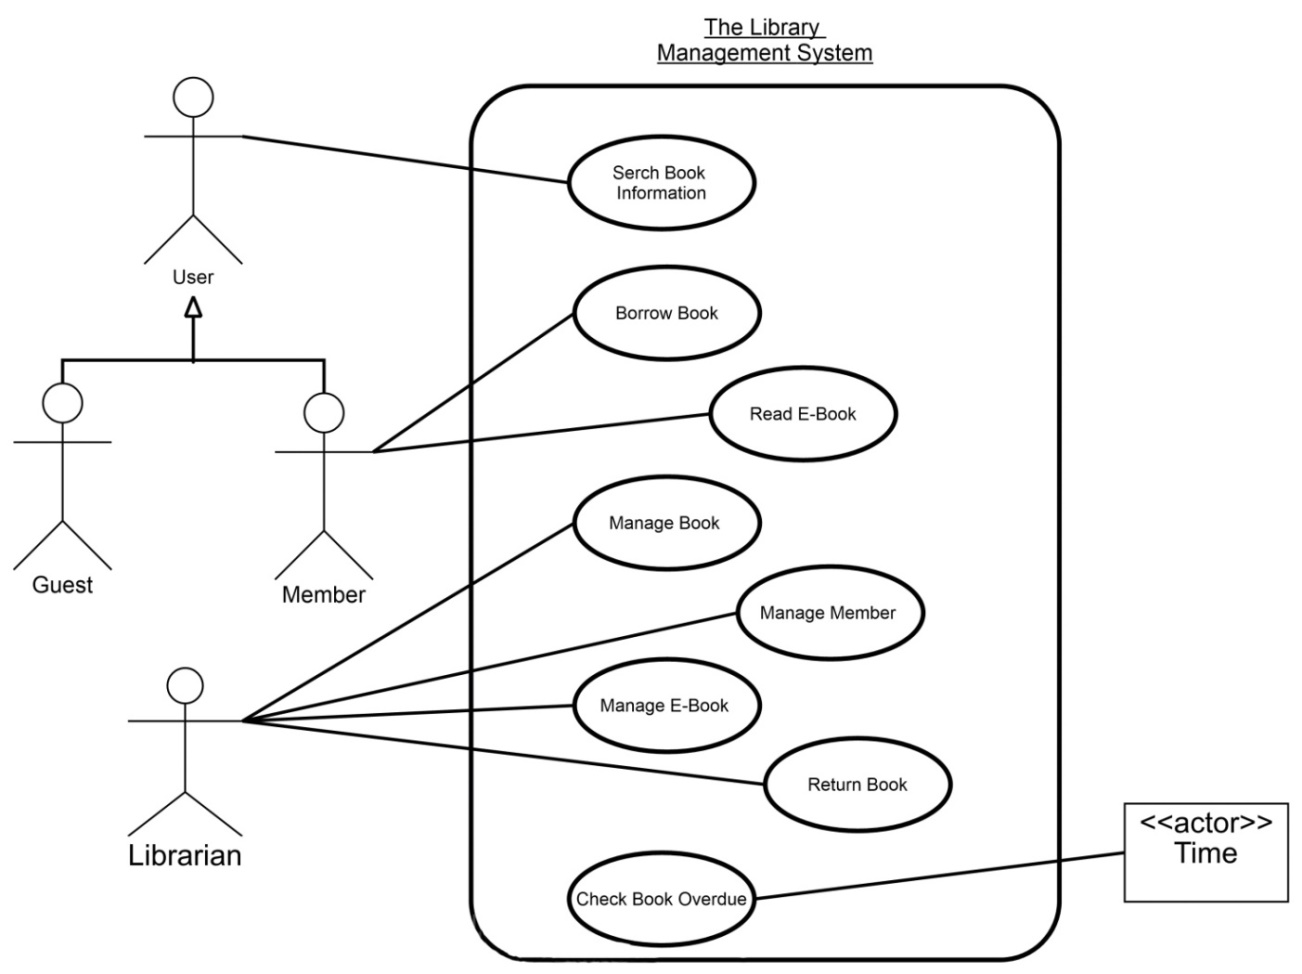 The Library
Management System
Serch Book
Information
User
Borrow Book
Read E-Book
Guest
Member
Manage Book
Manage Member
Manage E-Book
Return Book
Librarian
<<actor>>
Time
Check Book Overdue